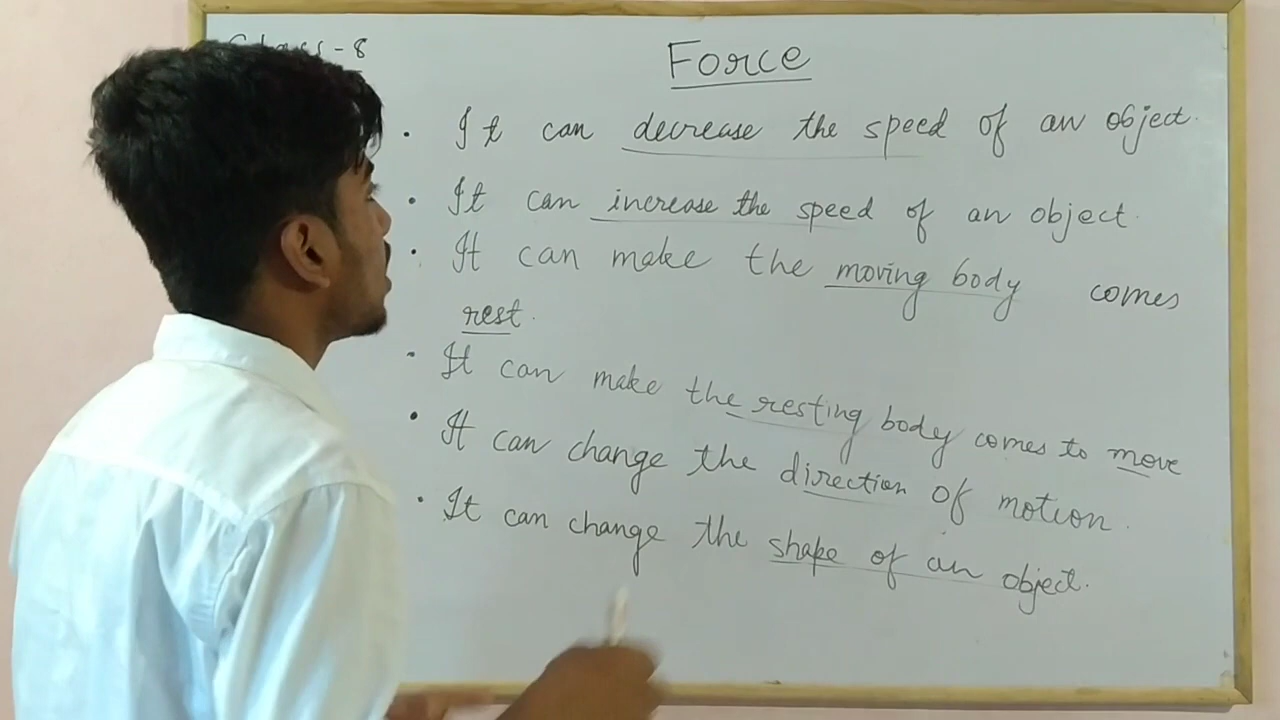 Class - 8
Force
• It can decrease the speed of an object.
• It can increase the speed of an object.
• It can make the moving body comes
rest.
• It can make the resting body comes to move
• It can change the direction of motion.
• It can change the shape of an object.